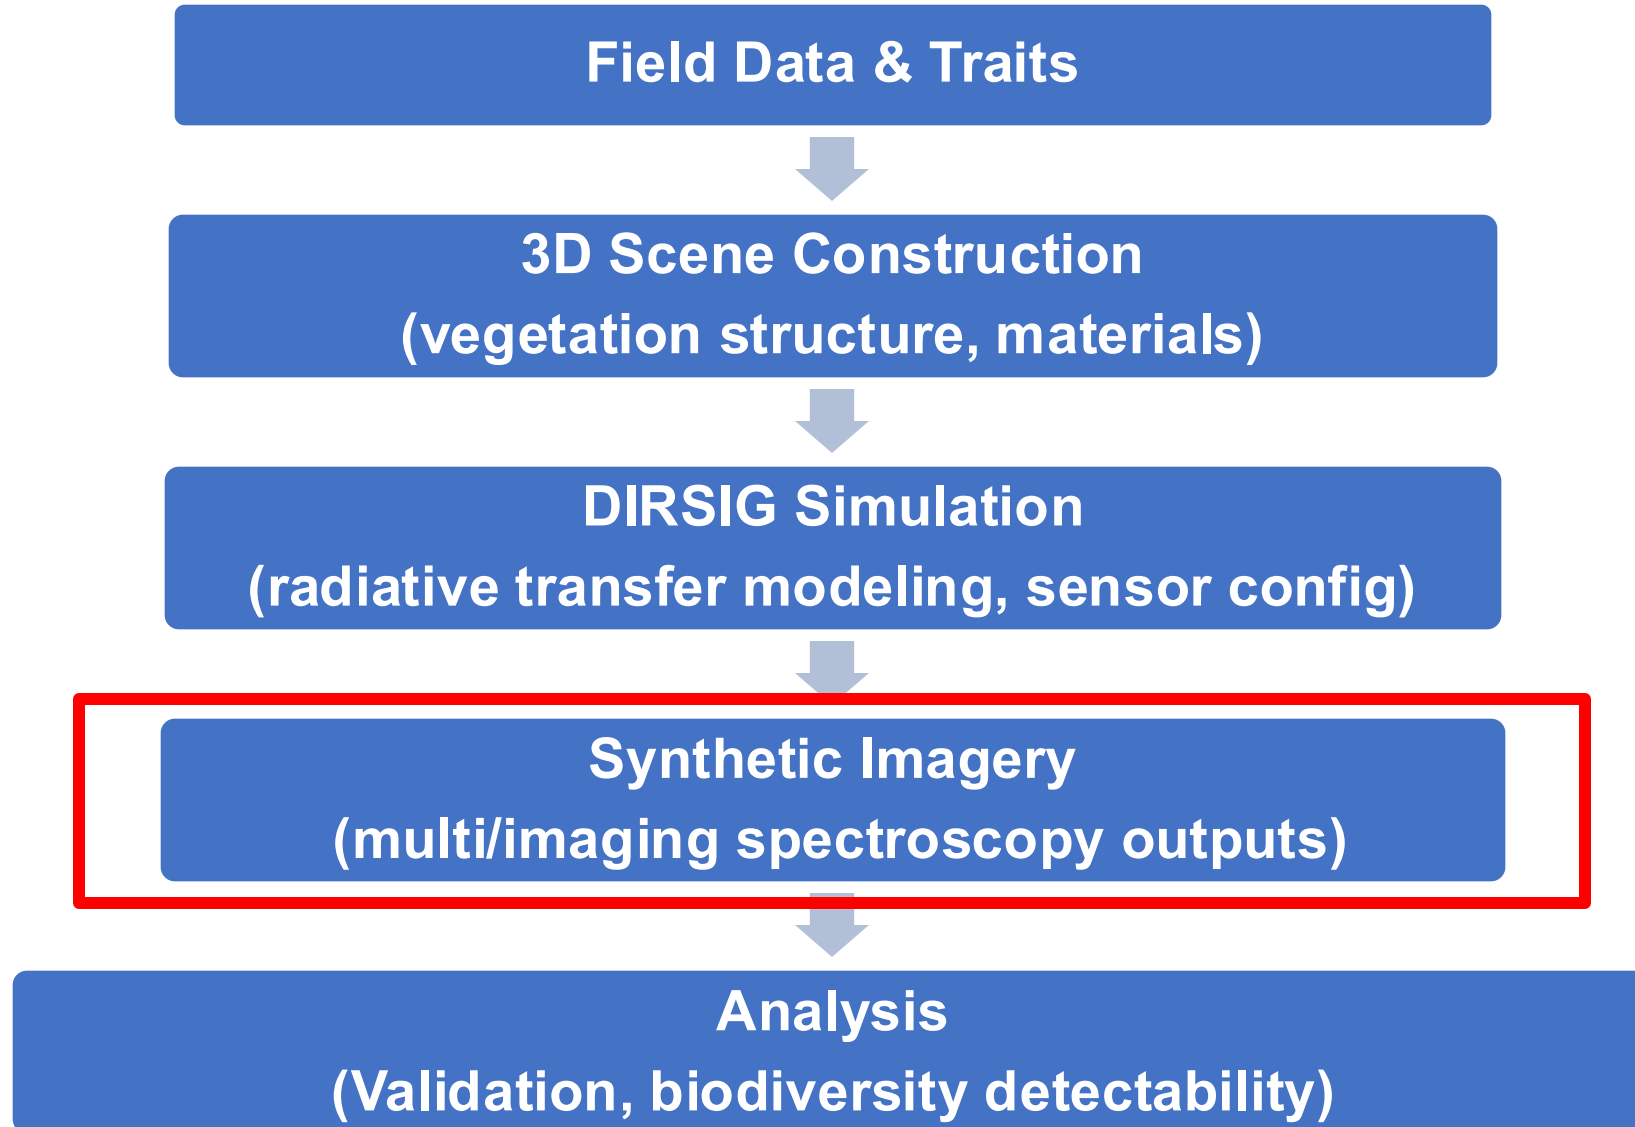 Field Data & Traits
3D Scene Construction
(vegetation structure, materials)
DIRSIG Simulation
(radiative transfer modeling, sensor config)
Synthetic Imagery
(multi/imaging spectroscopy outputs)
Analysis
(Validation, biodiversity detectability)